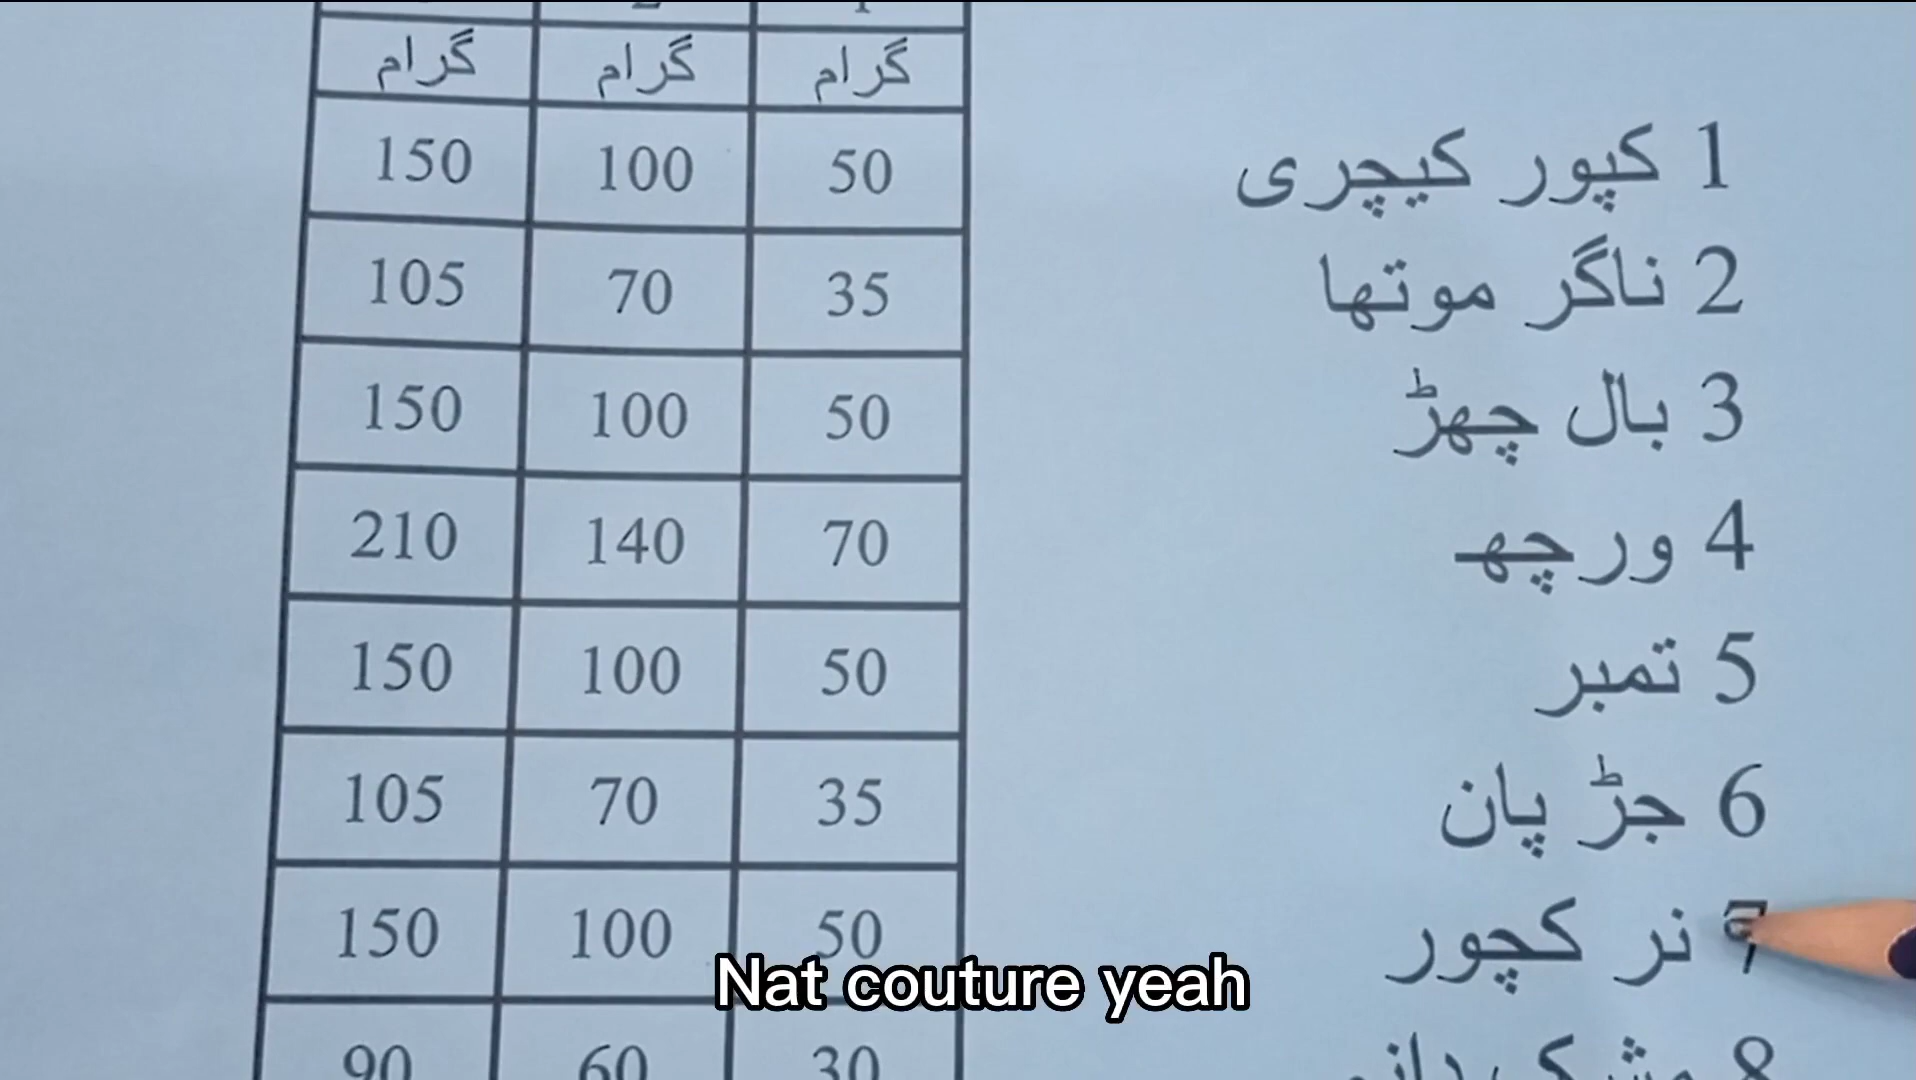 گرام گرام گرام
1 کپور کیچری 50 100 150
2 ناگر موتھا 35 70 105
3 بال چھڑ 50 100 150
4 ورچھ 70 140 210
5 تمبر 50 100 150
6 جڑ پان 35 70 105
7 نر کچور 50 100 150
8 مشک دانہ 30 60 90
Nat couture yeah